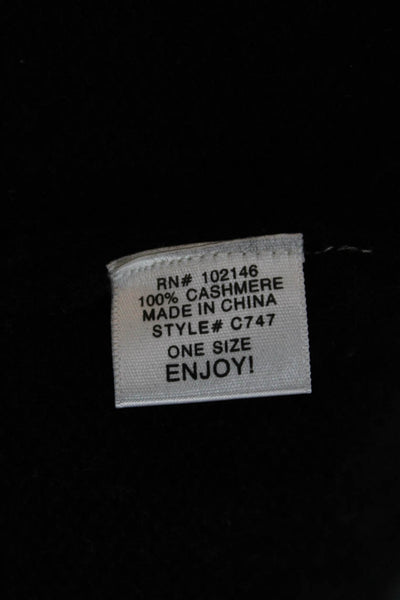 RN# 102146
100% CASHMERE
MADE IN CHINA
STYLE# C747
ONE SIZE
ENJOY!